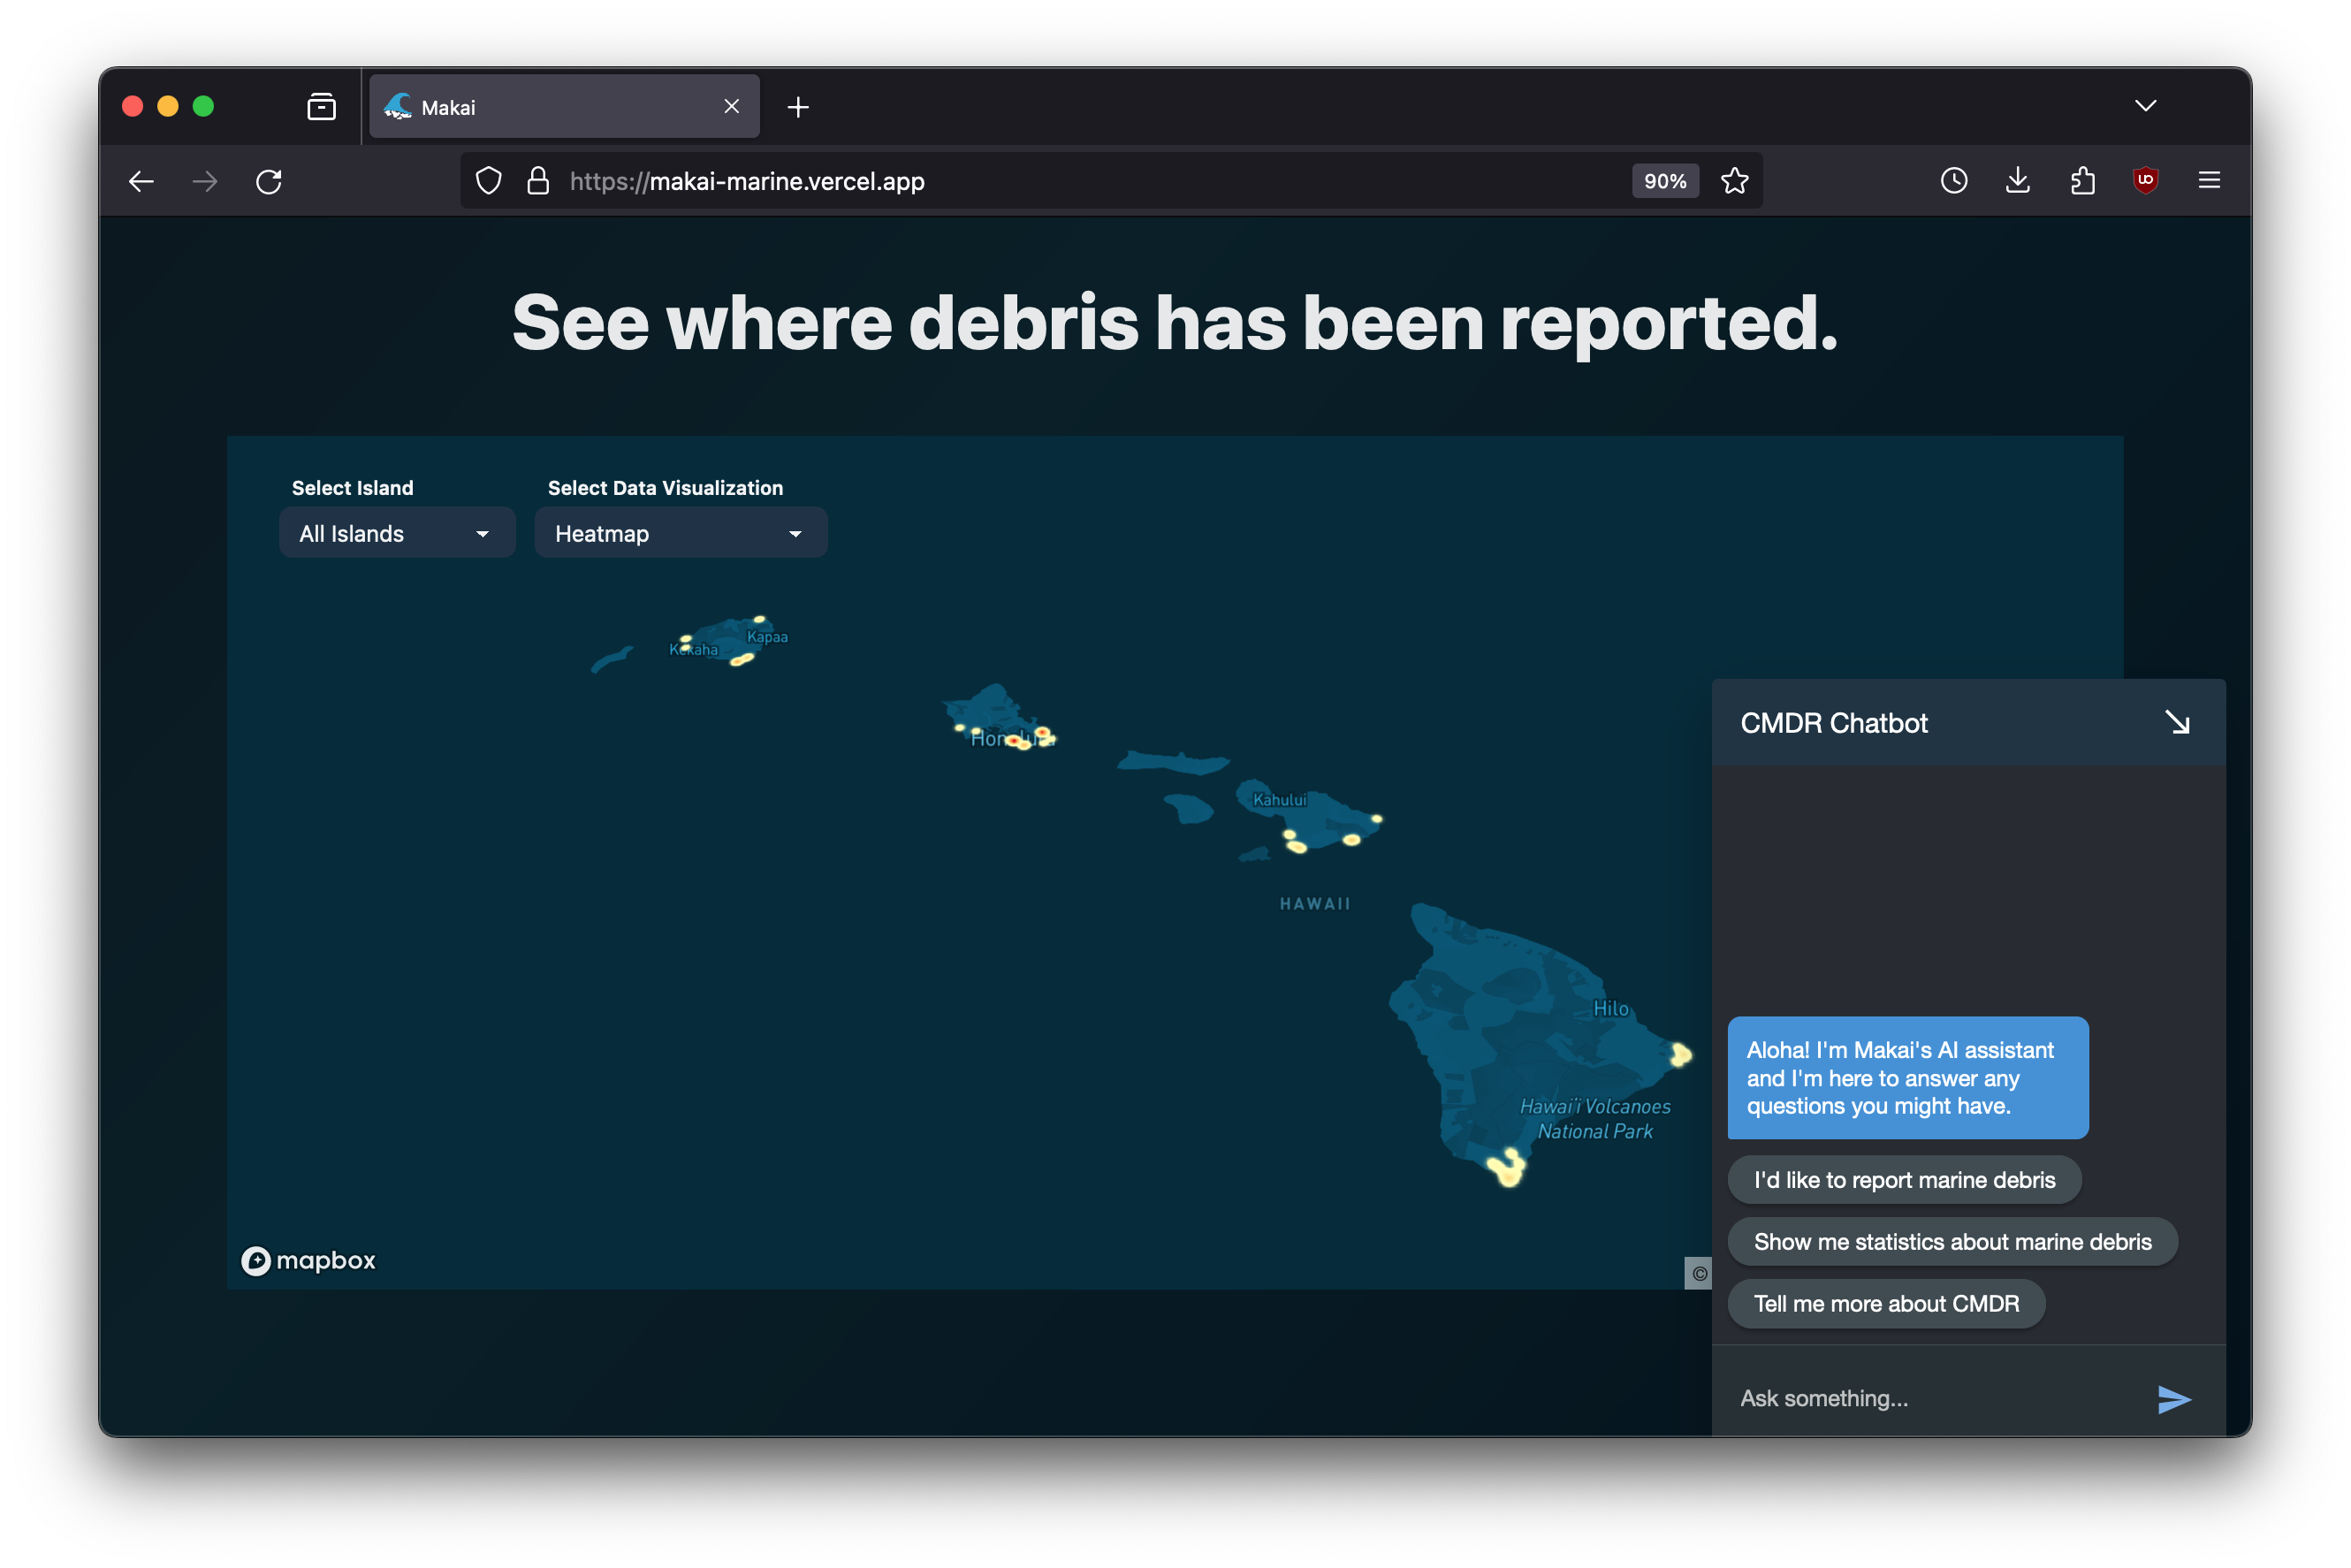 Makai
https://makai-marine.vercel.app
90%
See where debris has been reported.
Select Island
Select Data Visualization
All Islands
Heatmap
Kapaa
Kekaha
Honolulu
Kahului
HAWAII
Hilo
Hawai'i Volcanoes
National Park
mapbox
©
CMDR Chatbot
Aloha! I'm Makai's AI assistant
and I'm here to answer any
questions you might have.
I'd like to report marine debris
Show me statistics about marine debris
Tell me more about CMDR
Ask something...